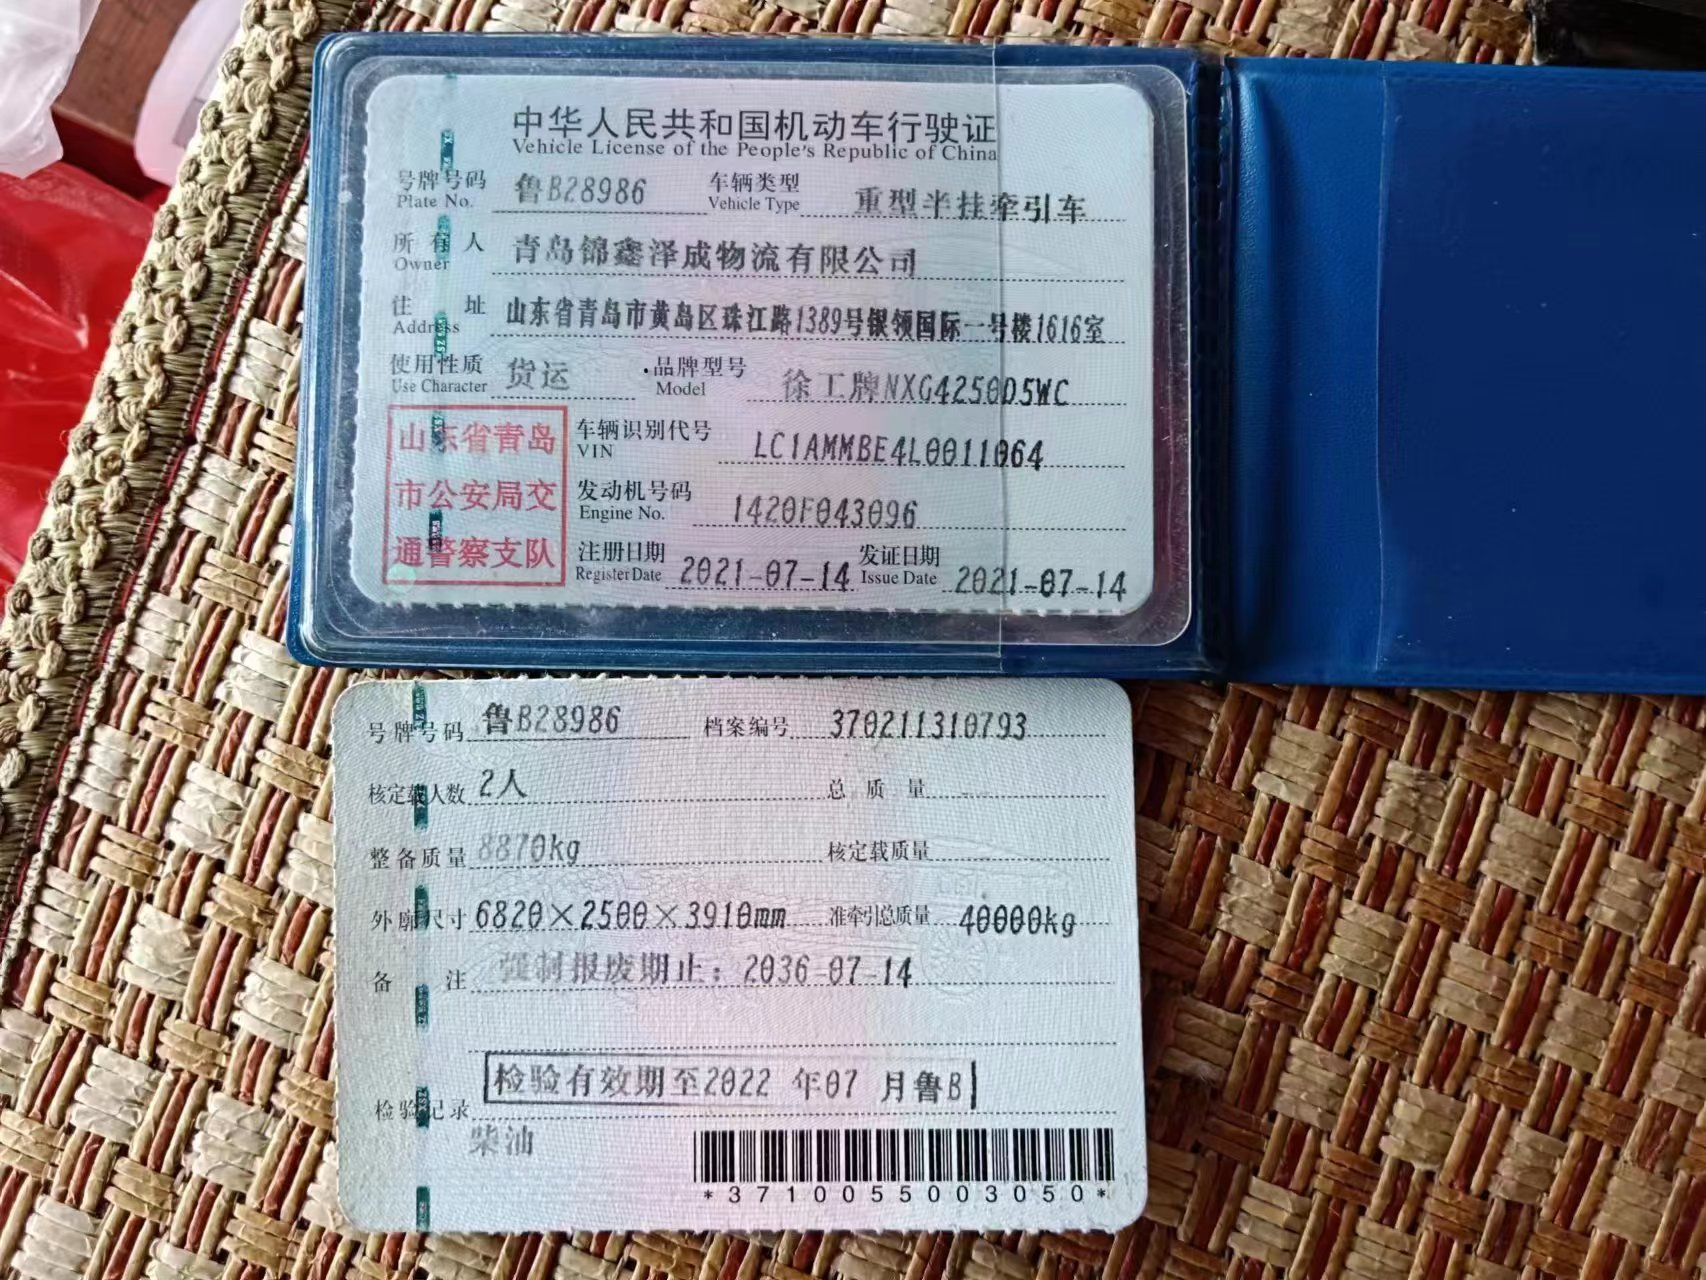 中华人民共和国机动车行驶证
Vehicle License of the People's Republic of China
号牌号码 鲁B28986 车辆类型 重型半挂牵引车
Plate No. Vehicle Type
所有人 青岛锦鑫泽成物流有限公司
Owner
住址 山东省青岛市黄岛区珠江路1389号银领国际一号楼1616室
Address
使用性质 货运 品牌型号 徐工牌NXG4250D5WC
Use Character Model
山东省青岛
市公安局交
通警察支队
车辆识别代号 LC1AMMBE4L0011064
VIN
发动机号码 1420F043096
Engine No.
注册日期 2021-07-14 发证日期 2021-07-14
Register Date Issue Date
号牌号码 鲁B28986 档案编号 370211310793
核定载人数 2人 总质量 --
整备质量 8870kg 核定载质量
外廓尺寸 6820×2500×3910mm 准牵引总质量 40000kg
备注 强制报废期止：2036-07-14
检验有效期至2022 年07 月鲁B
检验记录
柴油
*3710055003050*